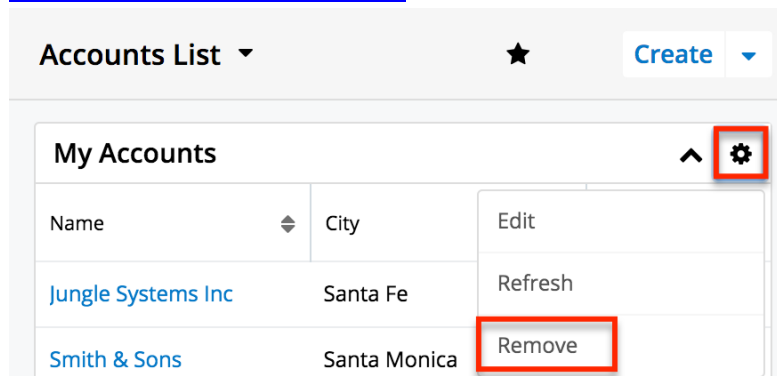 Accounts List Create
My Accounts
Name City Edit
Refresh
Jungle Systems Inc Santa Fe
Remove
Smith & Sons Santa Monica